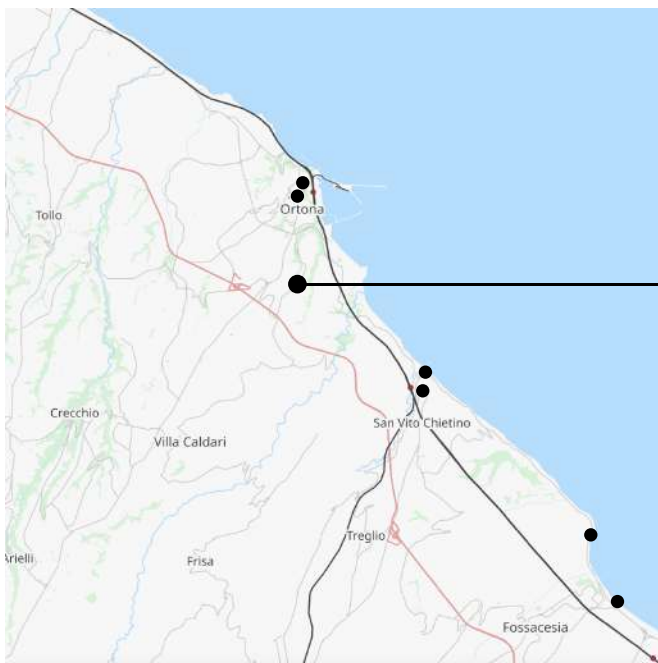 Ortona
Tollo
Crecchio
San Vito Chietino
Villa Caldari
Treglio
Arielli
Frisa
Fossacesia